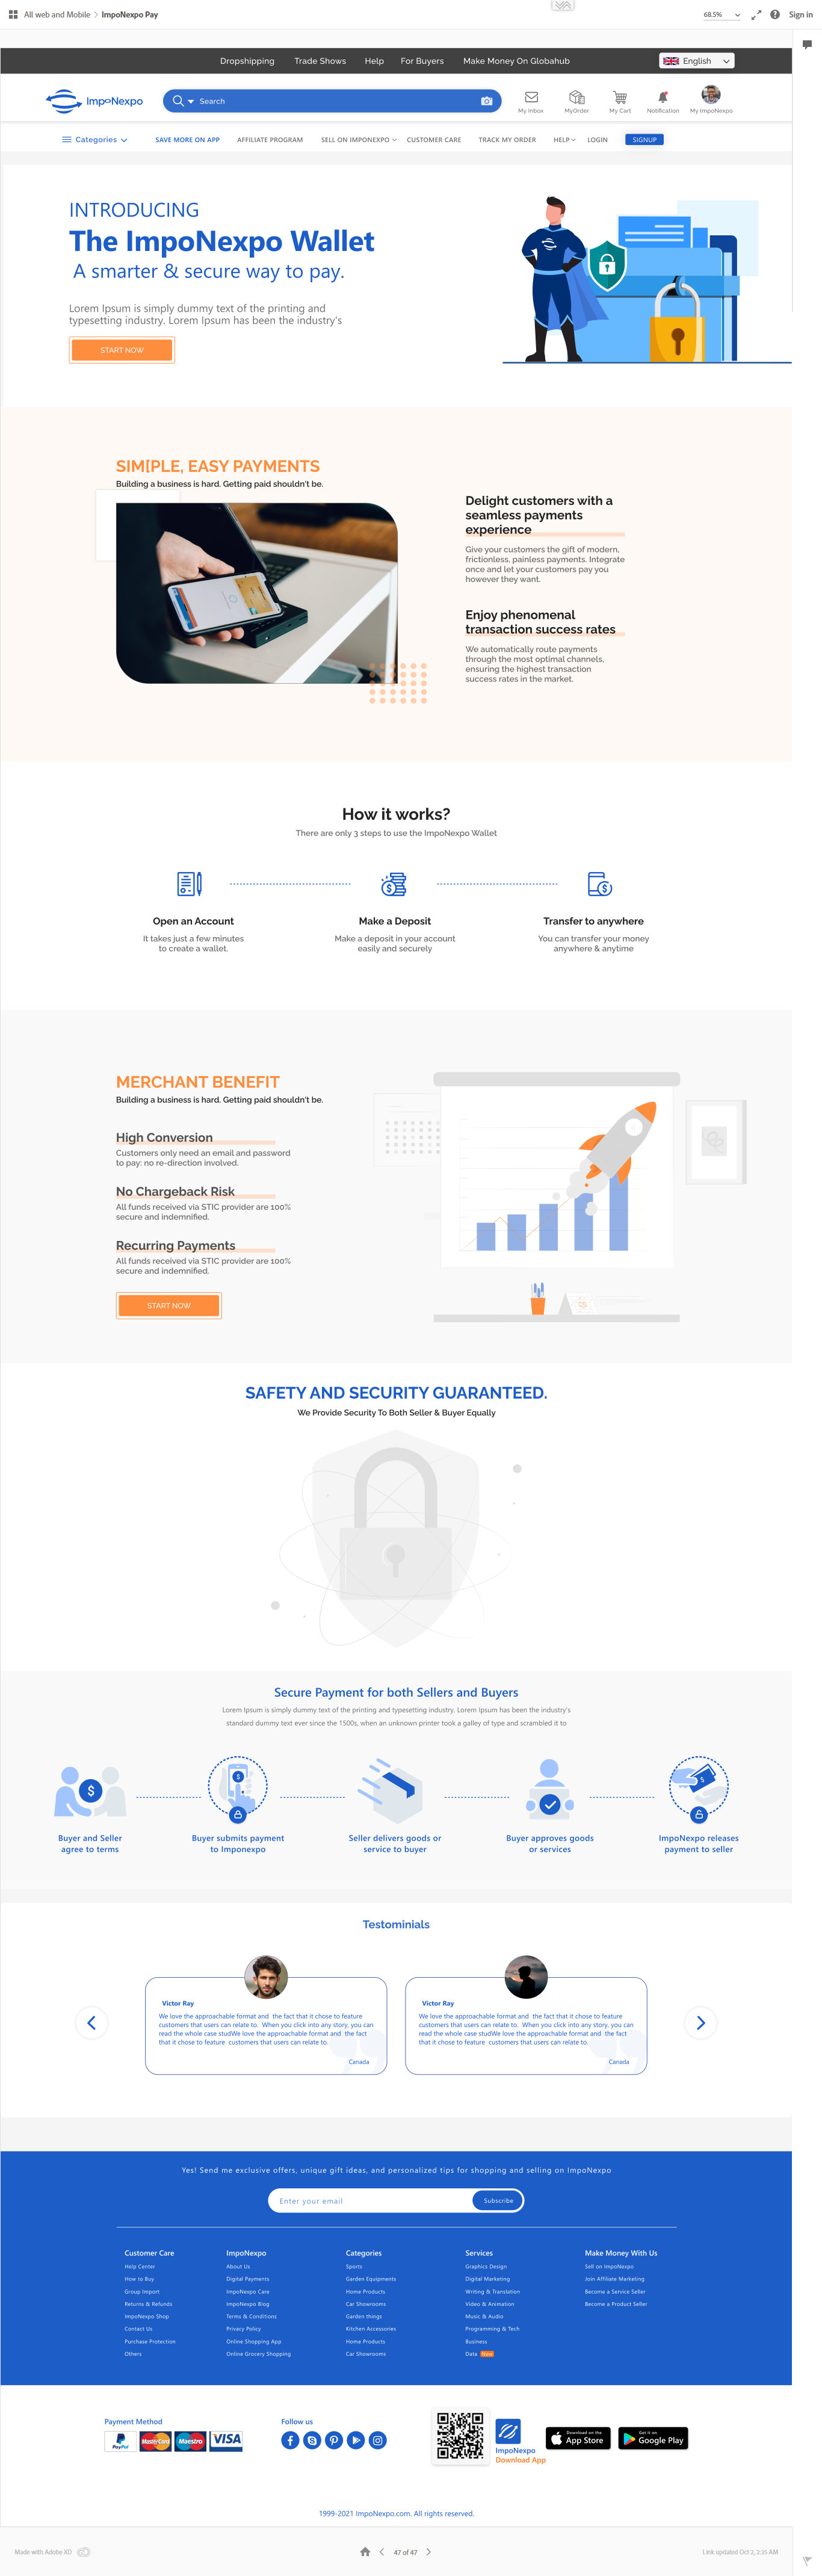 All web and Mobile > ImpoNexpo Pay
68.5%
Sign in
Dropshipping Trade Shows Help For Buyers Make Money On Globahub
English
ImpoNexpo
Search
My Inbox MyOrder My Cart Notification My ImpoNexpo
Categories
SAVE MORE ON APP AFFILIATE PROGRAM SELL ON IMPONEXPO CUSTOMER CARE TRACK MY ORDER HELP LOGIN SIGNUP
INTRODUCING
The ImpoNexpo Wallet
A smarter & secure way to pay.
Lorem Ipsum is simply dummy text of the printing and
typesetting industry. Lorem Ipsum has been the industry's
START NOW
SIM[PLE, EASY PAYMENTS
Building a business is hard. Getting paid shouldn't be.
Delight customers with a
seamless payments
experience
Give your customers the gift of modern,
frictionless, painless payments. Integrate
once and let your customers pay you
however they want.
Enjoy phenomenal
transaction success rates
We automatically route payments
through the most optimal channels,
ensuring the highest transaction
success rates in the market.
How it works?
There are only 3 steps to use the ImpoNexpo Wallet
Open an Account
It takes just a few minutes
to create a wallet.
Make a Deposit
Make a deposit in your account
easily and securely
Transfer to anywhere
You can transfer your money
anywhere & anytime
MERCHANT BENEFIT
Building a business is hard. Getting paid shouldn't be.
High Conversion
Customers only need an email and password
to pay: no re-direction involved.
No Chargeback Risk
All funds received via STIC provider are 100%
secure and indemnified.
Recurring Payments
All funds received via STIC provider are 100%
secure and indemnified.
START NOW
SAFETY AND SECURITY GUARANTEED.
We Provide Security To Both Seller & Buyer Equally
Secure Payment for both Sellers and Buyers
Lorem Ipsum is simply dummy text of the printing and typesetting industry. Lorem Ipsum has been the industry's
standard dummy text ever since the 1500s, when an unknown printer took a galley of type and scrambled it to
Buyer and Seller
agree to terms
Buyer submits payment
to Imponexpo
Seller delivers goods or
service to buyer
Buyer approves goods
or services
ImpoNexpo releases
payment to seller
Testominials
Victor Ray
We love the approachable format and the fact that it chose to feature
customers that users can relate to. When you click into any story, you can
read the whole case studWe love the approachable format and the fact
that it chose to feature customers that users can relate to.
Canada
Victor Ray
We love the approachable format and the fact that it chose to feature
customers that users can relate to. When you click into any story, you can
read the whole case studWe love the approachable format and the fact
that it chose to feature customers that users can relate to.
Canada
Yes! Send me exclusive offers, unique gift ideas, and personalized tips for shopping and selling on ImpoNexpo
Enter your email
Subscribe
Customer Care
Help Center
How to Buy
Group Import
Returns & Refunds
ImpoNexpo Shop
Contact Us
Purchase Protection
Others
ImpoNexpo
About Us
Digital Payments
ImpoNexpo Care
ImpoNexpo Blog
Terms & Conditions
Privacy Policy
Online Shopping App
Online Grocery Shopping
Categories
Sports
Garden Equipments
Home Products
Car Showrooms
Garden things
Kitchen Accessories
Home Products
Car Showrooms
Services
Graphics Design
Digital Marketing
Writing & Translation
Video & Animation
Music & Audio
Programming & Tech
Business
Data New
Make Money With Us
Sell on ImpoNexpo
Join Affiliate Marketing
Become a Service Seller
Become a Product Seller
Payment Method
PayPal MasterCard Maestro VISA
Follow us
ImpoNexpo
Download App
Download on the
App Store
Get it on
Google Play
1999-2021 ImpoNexpo.com. All rights reserved.
Made with Adobe XD
47 of 47
Link updated Oct 2, 2:35 AM